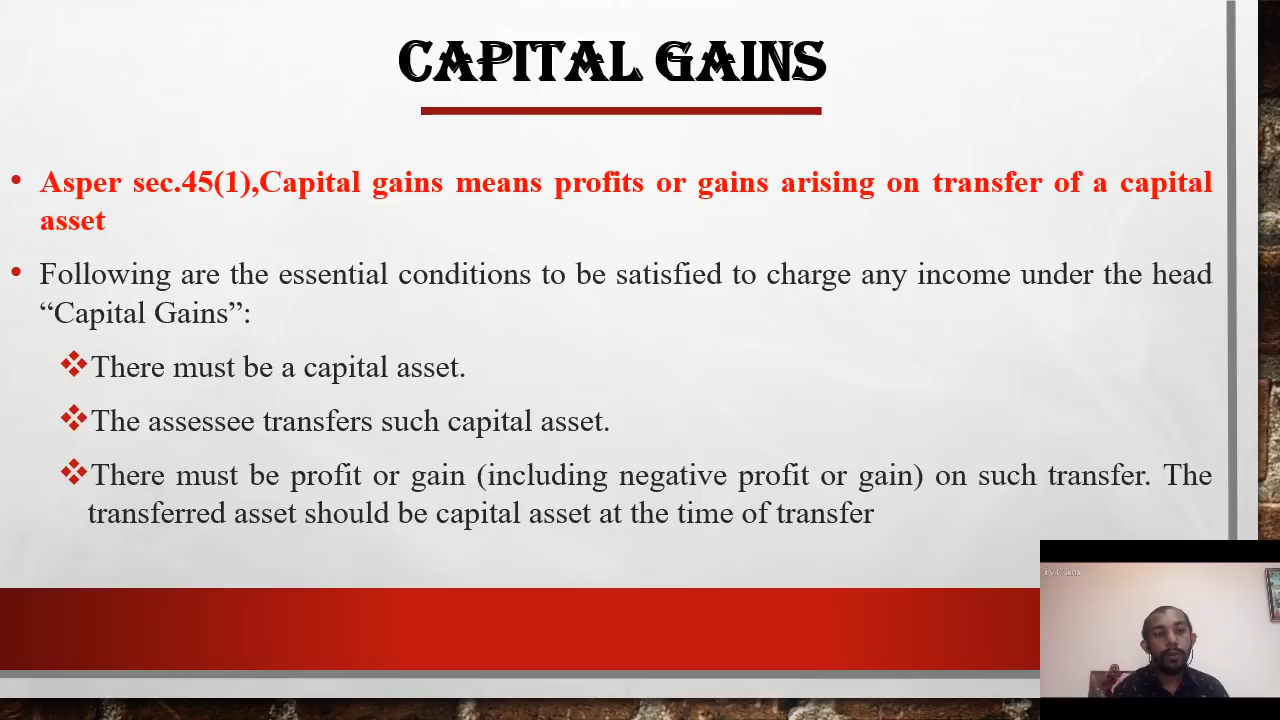 CAPITAL GAINS
• Asper sec.45(1),Capital gains means profits or gains arising on transfer of a capital
asset
• Following are the essential conditions to be satisfied to charge any income under the head
“Capital Gains”:
❖There must be a capital asset.
❖The assessee transfers such capital asset.
❖There must be profit or gain (including negative profit or gain) on such transfer. The
transferred asset should be capital asset at the time of transfer
iVCam